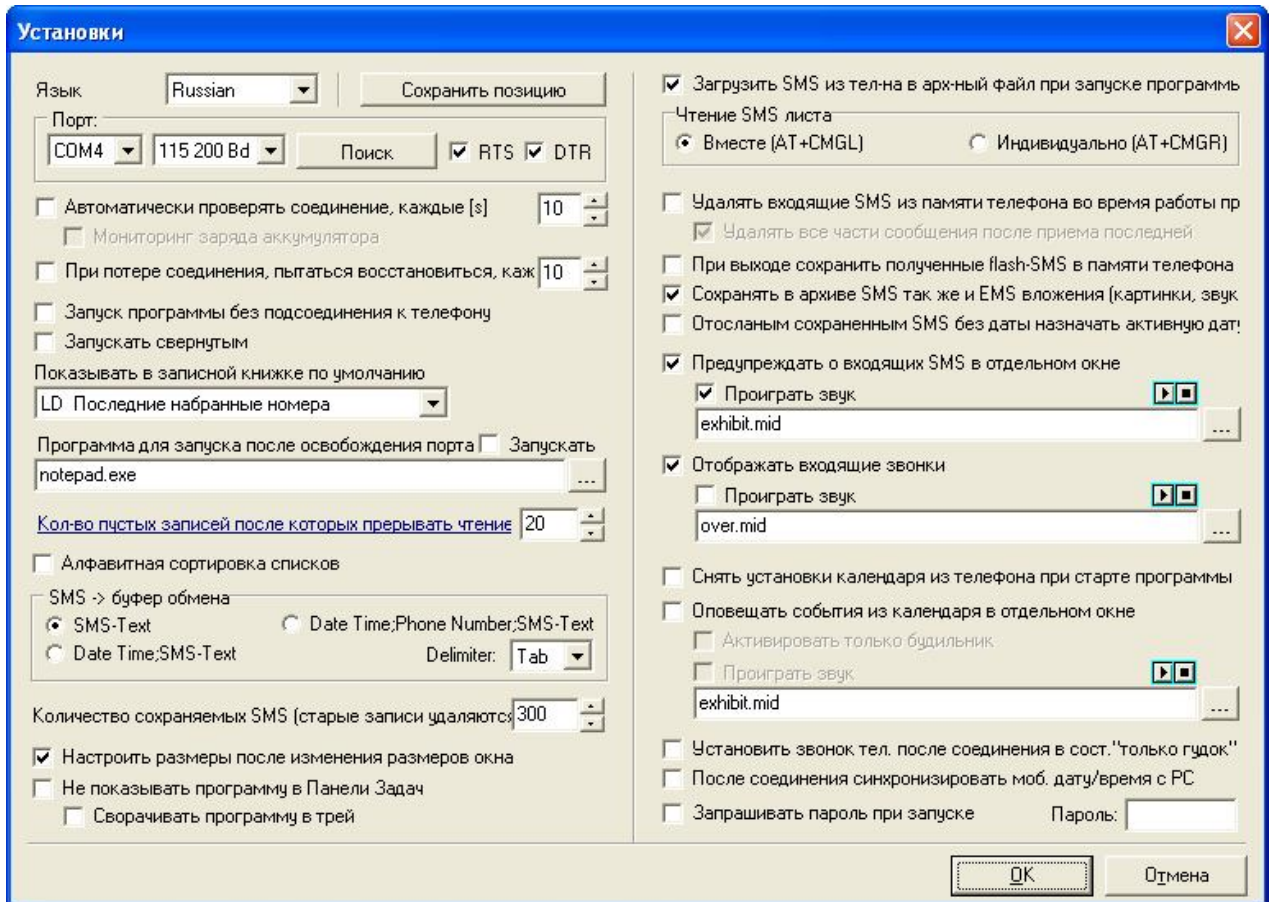 Установки
Язык
Russian
Сохранить позицию
Порт:
COM4
115 200 Bd
Поиск
RTS
DTR
Автоматически проверять соединение, каждые [s]
10
Мониторинг заряда аккумулятора
При потере соединения, пытаться восстановиться, каж
10
Запуск программы без подсоединения к телефону
Запускать свернутым
Показывать в записной книжке по умолчанию
LD Последние набранные номера
Программа для запуска после освобождения порта
Запускать
notepad.exe
...
Кол-во пустых записей после которых прерывать чтение
20
Алфавитная сортировка списков
SMS -> буфер обмена
SMS-Text
Date Time;Phone Number;SMS-Text
Date Time;SMS-Text
Delimiter:
Tab
Количество сохраняемых SMS (старые записи удаляются
300
Настроить размеры после изменения размеров окна
Не показывать программу в Панели Задач
Сворачивать программу в трей
Загрузить SMS из тел-на в арх-ный файл при запуске программы
Чтение SMS листа
Вместе (AT+CMGL)
Индивидуально (AT+CMGR)
Удалять входящие SMS из памяти телефона во время работы пр
Удалять все части сообщения после приема последней
При выходе сохранить полученные flash-SMS в памяти телефона
Сохранять в архиве SMS так же и EMS вложения (картинки, звук
Отосланым сохраненным SMS без даты назначать активную дату
Предупреждать о входящих SMS в отдельном окне
Проиграть звук
exhibit.mid
...
Отображать входящие звонки
Проиграть звук
over.mid
...
Снять установки календаря из телефона при старте программы
Оповещать события из календаря в отдельном окне
Активировать только будильник
Проиграть звук
exhibit.mid
...
Установить звонок тел. после соединения в сост."только гудок"
После соединения синхронизировать моб. дату/время с PC
Запрашивать пароль при запуске
Пароль:
OK
Отмена